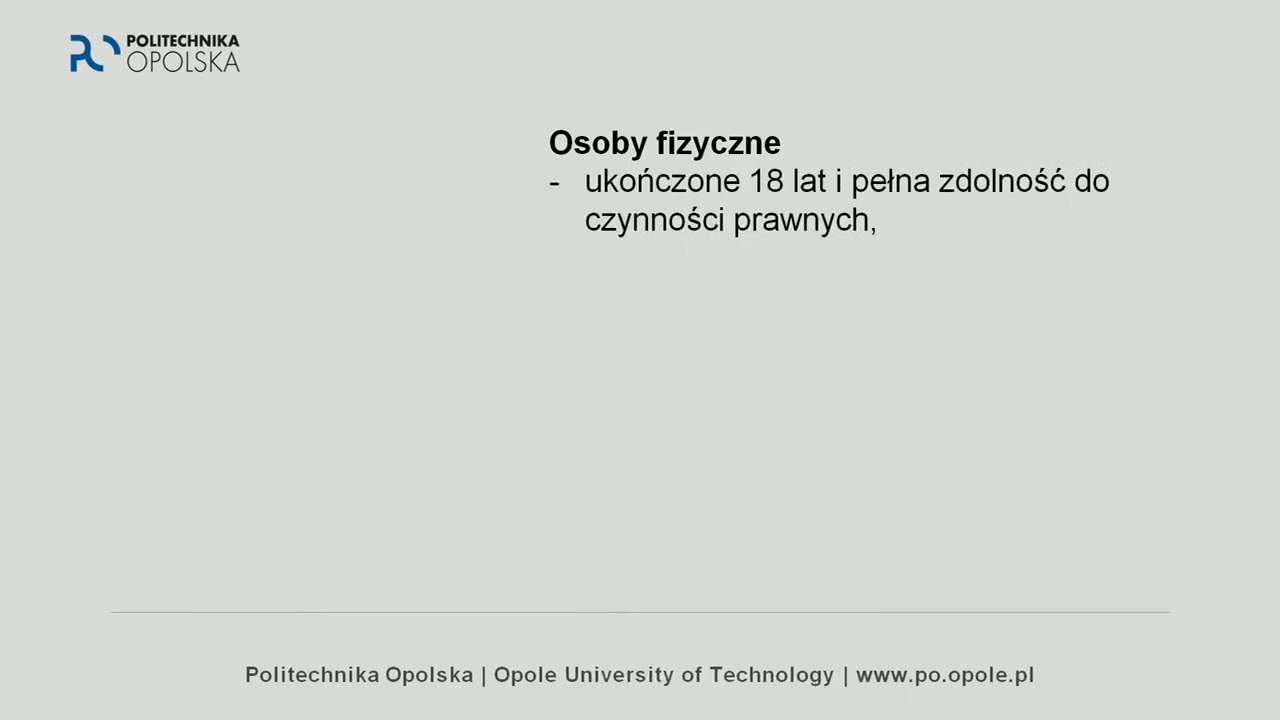 POLITECHNIKA
OPOLSKA
Osoby fizyczne
- ukończone 18 lat i pełna zdolność do
czynności prawnych,
Politechnika Opolska | Opole University of Technology | www.po.opole.pl